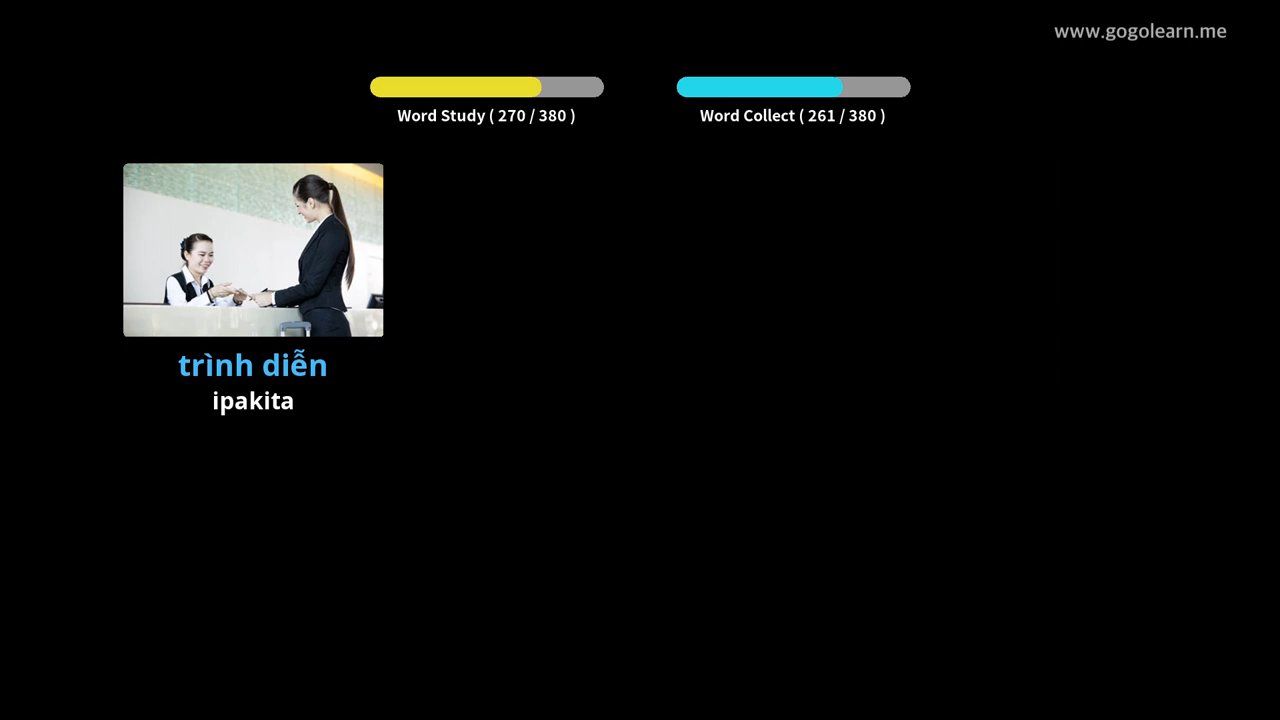 www.gogolearn.me
Word Study ( 270 / 380 )
Word Collect ( 261 / 380 )
trình diễn
ipakita